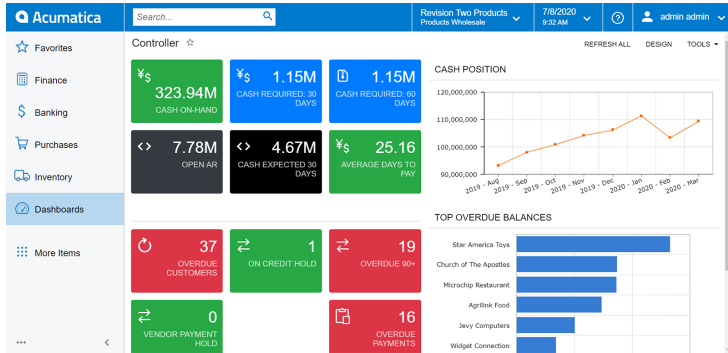 Acumatica
Search...
Revision Two Products
Products Wholesale
7/8/2020
9:32 AM
admin admin
Favorites
Finance
Banking
Purchases
Inventory
Dashboards
More Items
Controller
REFRESH ALL
DESIGN
TOOLS
¥$
323.94M
CASH ON-HAND
¥$
1.15M
CASH REQUIRED: 30
DAYS
1.15M
CASH REQUIRED: 60
DAYS
7.78M
OPEN AR
4.67M
CASH EXPECTED 30
DAYS
¥$
25.16
AVERAGE DAYS TO
PAY
37
OVERDUE
CUSTOMERS
1
ON CREDIT HOLD
19
OVERDUE 90+
0
VENDOR PAYMENT
HOLD
16
OVERDUE
PAYMENTS
CASH POSITION
120,000,000
100,000,000
90,000,000
2019 - Aug
2019 - Sep
2019 - Oct
2019 - Nov
2019 - Dec
2020 - Jan
2020 - Feb
2020 - Mar
TOP OVERDUE BALANCES
Star America Toys
Church of The Apostles
Microchip Restaurant
Agrilink Food
Jevy Computers
Widget Connection